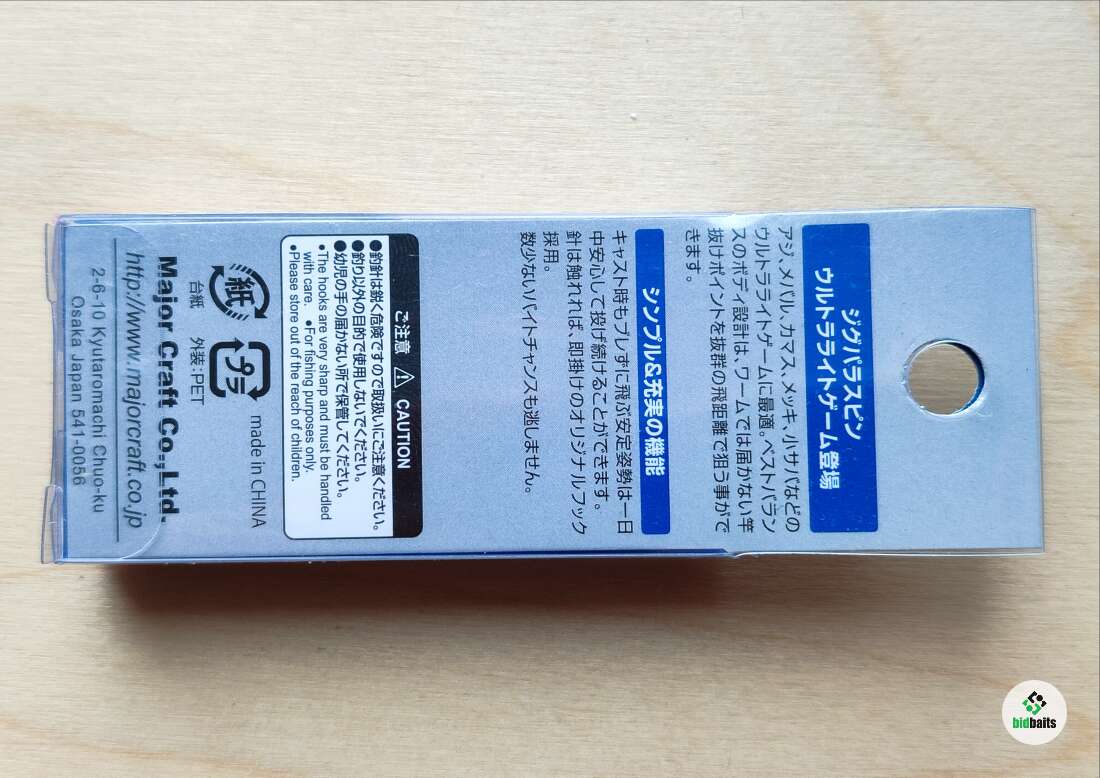 ジグパラスピン
ウルトラライトゲーム登場
アジ、メバル、カマス、メッキ、小サバなどの
ウルトラライトゲームに最適。ベストバラン
スのボディ設計は、ワームでは届かない竿
抜けポイントを抜群の飛距離で狙う事がで
きます。
シンプル&充実の機能
キャスト時もブレずに飛ぶ安定姿勢は一日
中安心して投げ続けることができます。
針は触れれば、即掛けのオリジナルフック
採用。
数少ないバイトチャンスも逃しません。
ご注意 CAUTION
●釣針は鋭く危険ですので取扱いにご注意ください。
●釣り以外の目的で使用しないでください。
●幼児の手の届かない所で保管してください。
•The hooks are very sharp and must be handled
with care. •For fishing purposes only.
•Please store out of the reach of children.
made in CHINA
紙
プラ
台紙 外装:PET
Major Craft Co.,Ltd.
http://www.majorcraft.co.jp
2-6-10 Kyutaromachi Chuo-ku
Osaka Japan 541-0056
bidbaits